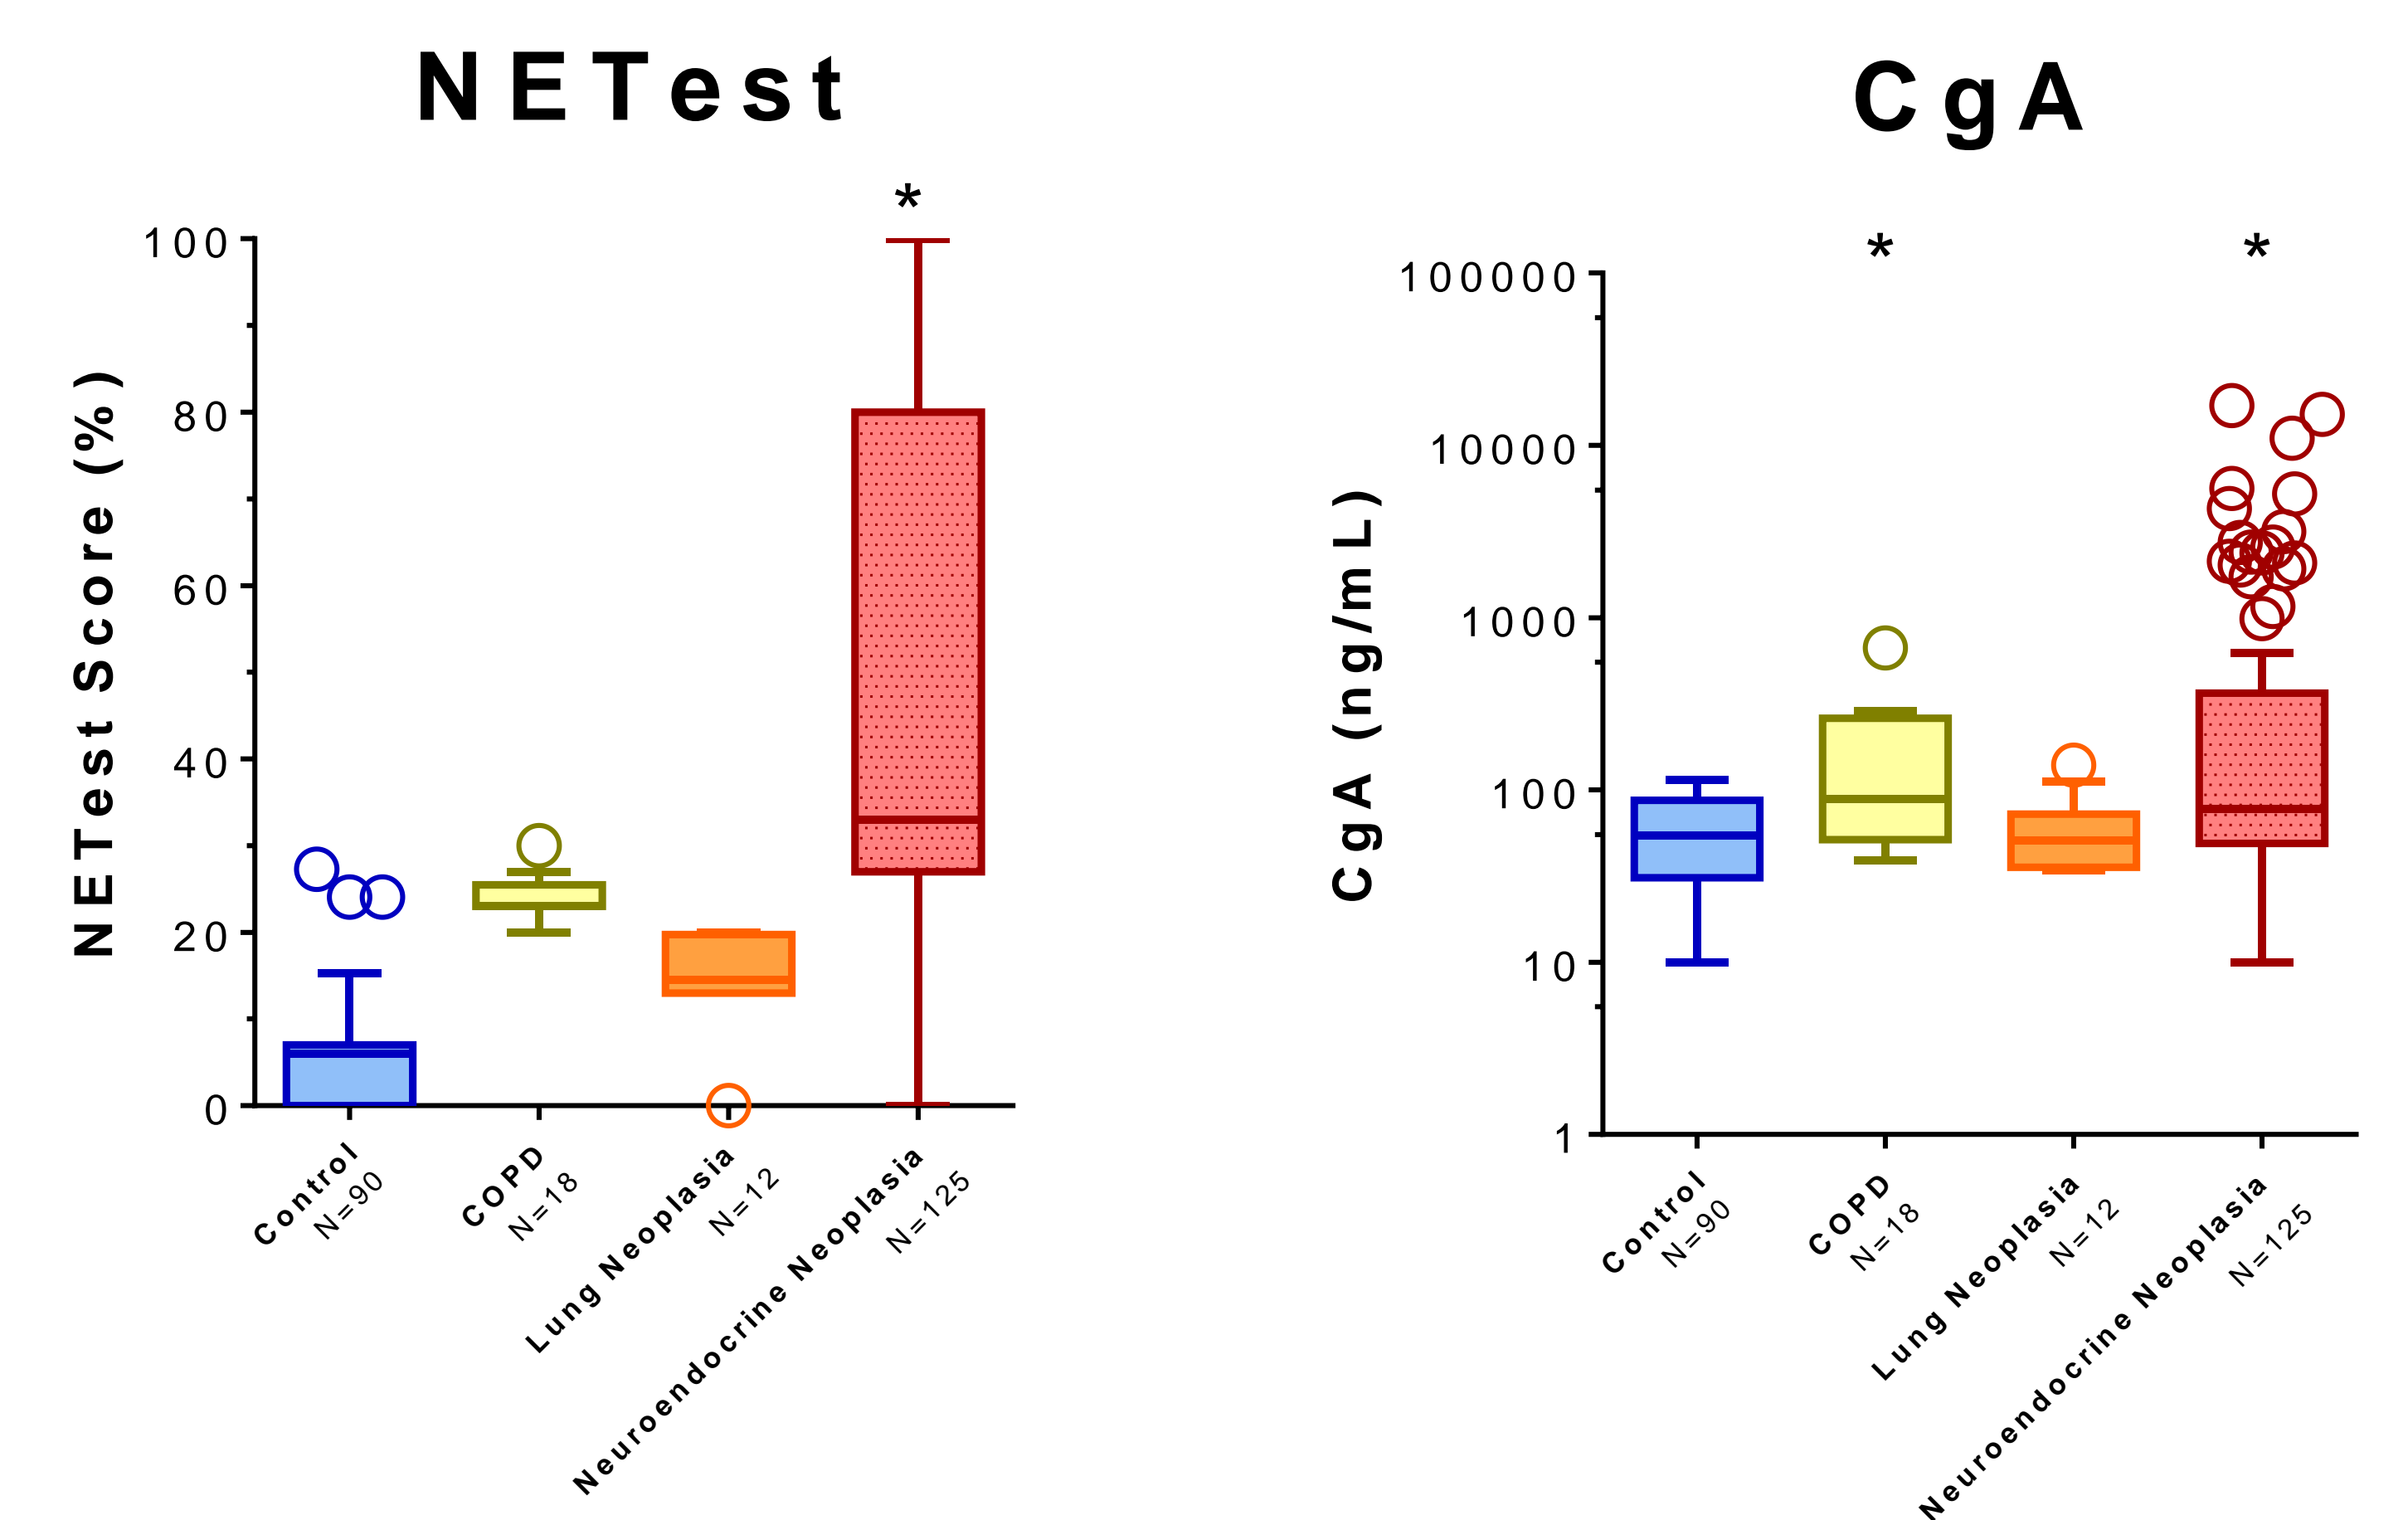 NETest
*
NETest Score (%)
100
80
60
40
20
0
Control
N=90
COPD
N=18
Lung Neoplasia
N=12
Neuroendocrine Neoplasia
N=125
CgA
*
*
CgA (ng/mL)
100000
10000
1000
100
10
1
Control
N=90
COPD
N=18
Lung Neoplasia
N=12
Neuroendocrine Neoplasia
N=125